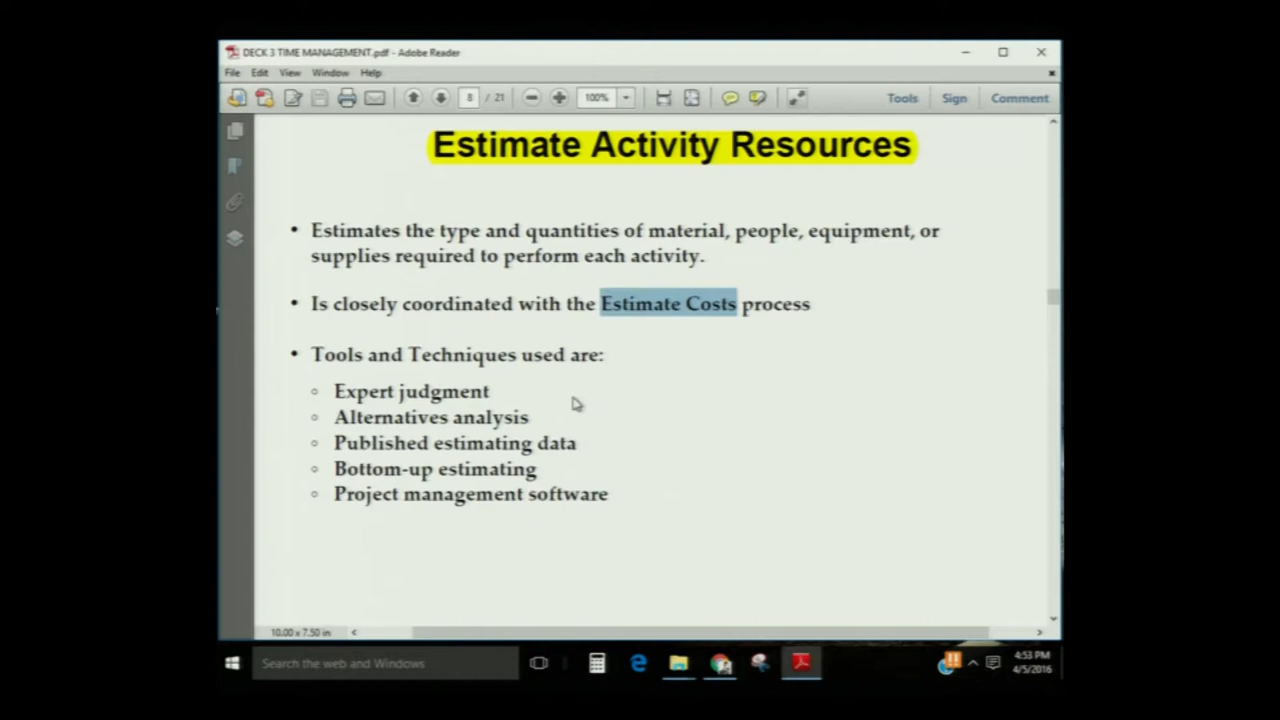 DECK 3 TIME MANAGEMENT.pdf - Adobe Reader
File Edit View Window Help
8 / 21 100% Tools Sign Comment
Estimate Activity Resources
• Estimates the type and quantities of material, people, equipment, or
supplies required to perform each activity.
• Is closely coordinated with the Estimate Costs process
• Tools and Techniques used are:
◦ Expert judgment
◦ Alternatives analysis
◦ Published estimating data
◦ Bottom-up estimating
◦ Project management software
10.00 x 7.50 in
Search the web and Windows
4:53 PM
4/5/2016